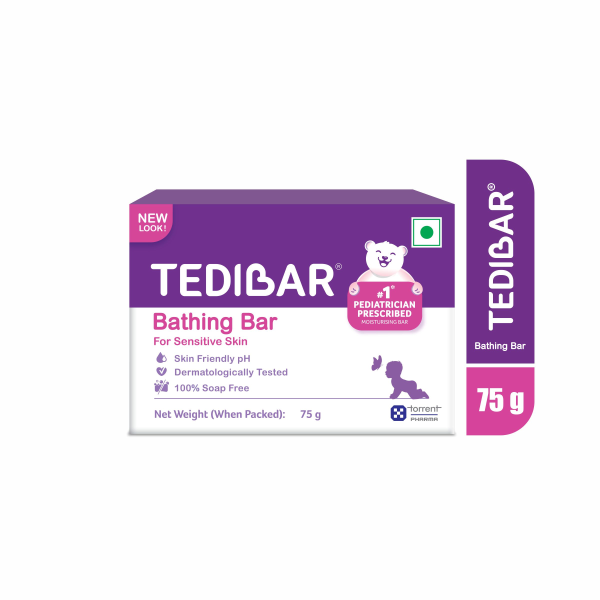 NEW
LOOK!
TEDIBAR®
#1®
PEDIATRICIAN
PRESCRIBED
MOISTURISING BAR
Bathing Bar
For Sensitive Skin
Skin Friendly pH
Dermatologically Tested
100% Soap Free
Net Weight (When Packed): 75 g
torrent
PHARMA
TEDIBAR®
Bathing Bar
75 g